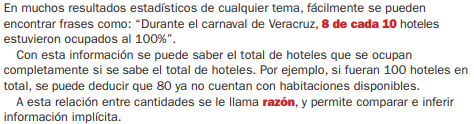 En muchos resultados estadísticos de cualquier tema, fácilmente se pueden
encontrar frases como: “Durante el carnaval de Veracruz, 8 de cada 10 hoteles
estuvieron ocupados al 100%”.
Con esta información se puede saber el total de hoteles que se ocupan
completamente si se sabe el total de hoteles. Por ejemplo, si fueran 100 hoteles en
total, se puede deducir que 80 ya no cuentan con habitaciones disponibles.
A esta relación entre cantidades se le llama razón, y permite comparar e inferir
información implícita.